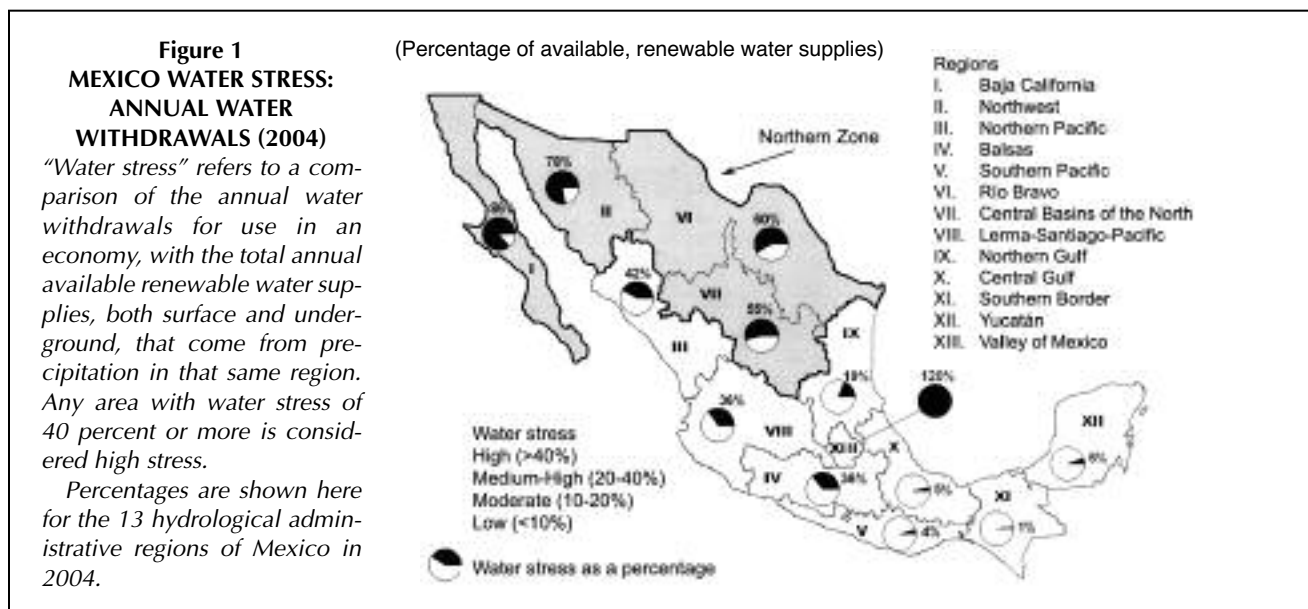 Figure 1
MEXICO WATER STRESS:
ANNUAL WATER
WITHDRAWALS (2004)
"Water stress" refers to a com-
parison of the annual water
withdrawals for use in an
economy, with the total annual
available renewable water sup-
plies, both surface and under-
ground, that come from pre-
cipitation in that same region.
Any area with water stress of
40 percent or more is consid-
ered high stress.
Percentages are shown here
for the 13 hydrological admin-
istrative regions of Mexico in
2004.
(Percentage of available, renewable water supplies)
Regions
I. Baja California
II. Northwest
III. Northern Pacific
IV. Balsas
V. Southern Pacific
VI. Río Bravo
VII. Central Basins of the North
VIII. Lerma-Santiago-Pacific
IX. Northern Gulf
X. Central Gulf
XI. Southern Border
XII. Yucatán
XIII. Valley of Mexico
Northern Zone
II
VI
I
42%
VII
55%
III
IX
120%
VIII
XIII
X
XII
IV
XI
V
4%
1%
Water stress
High (>40%)
Medium-High (20-40%)
Moderate (10-20%)
Low (<10%)
Water stress as a percentage